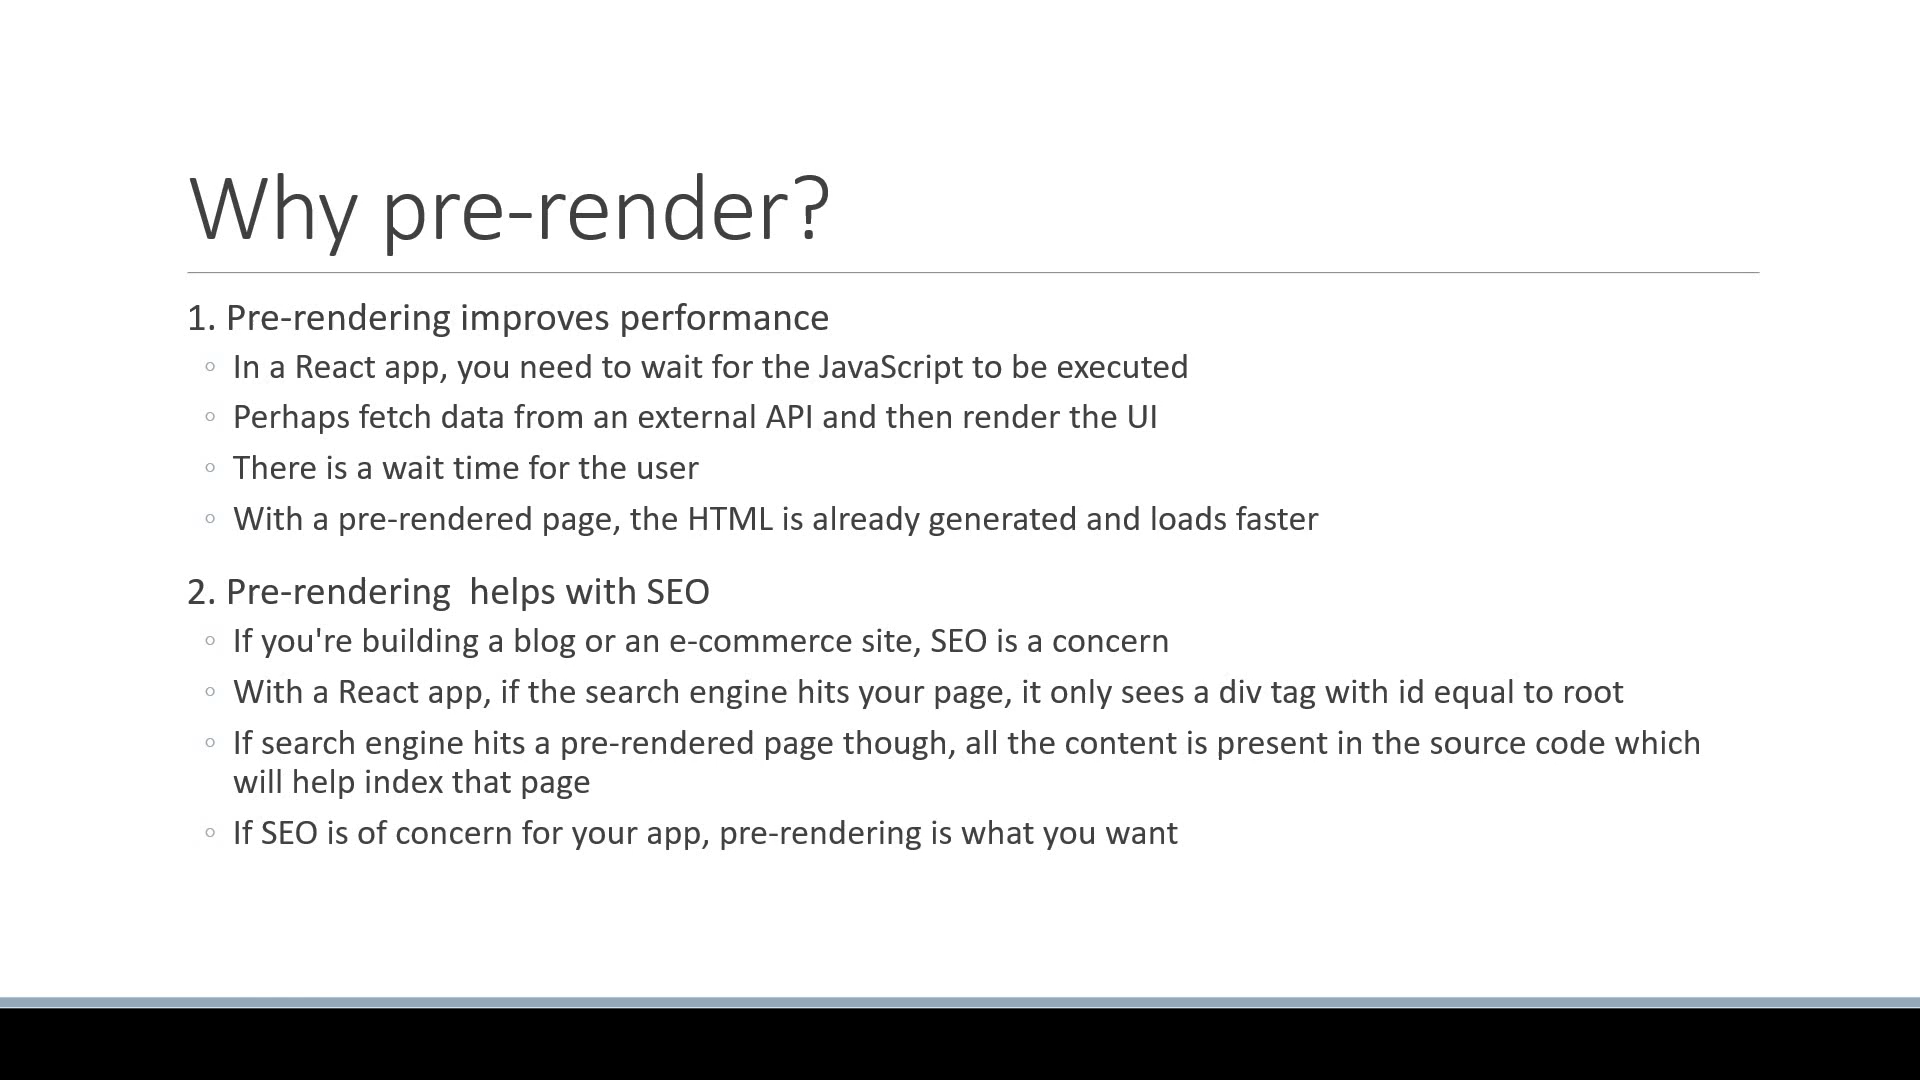 Why pre-render?
1. Pre-rendering improves performance
◦ In a React app, you need to wait for the JavaScript to be executed
◦ Perhaps fetch data from an external API and then render the UI
◦ There is a wait time for the user
◦ With a pre-rendered page, the HTML is already generated and loads faster
2. Pre-rendering  helps with SEO
◦ If you're building a blog or an e-commerce site, SEO is a concern
◦ With a React app, if the search engine hits your page, it only sees a div tag with id equal to root
◦ If search engine hits a pre-rendered page though, all the content is present in the source code which
will help index that page
◦ If SEO is of concern for your app, pre-rendering is what you want